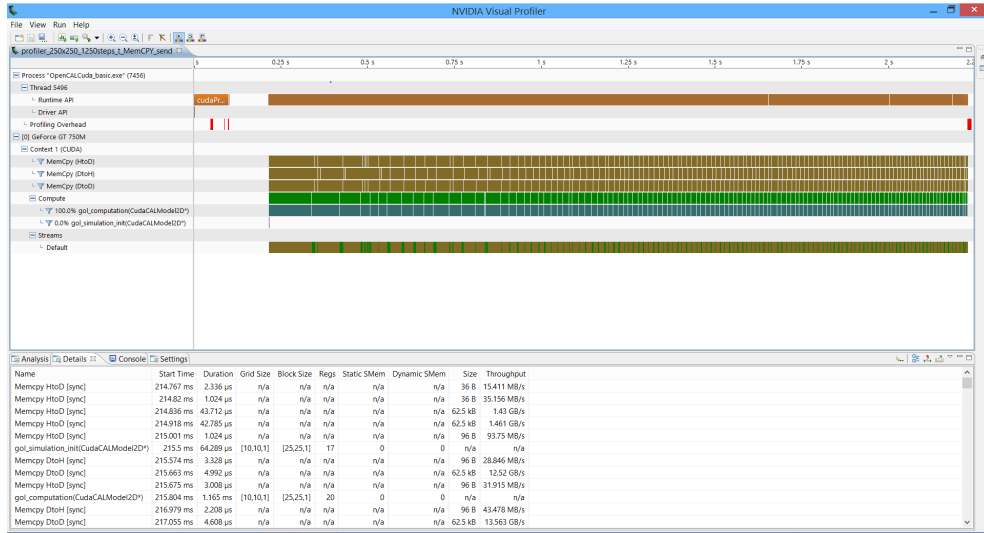 NVIDIA Visual Profiler
File View Run Help
profiler_250x250_1250steps_t_MemCPY_send
s 0.25 s 0.5 s 0.75 s 1 s 1.25 s 1.5 s 1.75 s 2 s 2.2
Process "OpenCALCuda_basic.exe" (7456)
Thread 5496
Runtime API cudaPr...
Driver API
Profiling Overhead
[0] GeForce GT 750M
Context 1 (CUDA)
MemCpy (HtoD)
MemCpy (DtoH)
MemCpy (DtoD)
Compute
100.0% gol_computation(CudaCALModel2D*)
0.0% gol_simulation_init(CudaCALModel2D*)
Streams
Default
Analysis Details Console Settings
Name Start Time Duration Grid Size Block Size Regs Static SMem Dynamic SMem Size Throughput
Memcpy HtoD [sync] 214.767 ms 2.336 µs n/a n/a n/a n/a n/a 36 B 15.411 MB/s
Memcpy HtoD [sync] 214.82 ms 1.024 µs n/a n/a n/a n/a n/a 36 B 35.156 MB/s
Memcpy HtoD [sync] 214.836 ms 43.712 µs n/a n/a n/a n/a n/a 62.5 kB 1.43 GB/s
Memcpy HtoD [sync] 214.918 ms 42.785 µs n/a n/a n/a n/a n/a 62.5 kB 1.461 GB/s
Memcpy HtoD [sync] 215.001 ms 1.024 µs n/a n/a n/a n/a n/a 96 B 93.75 MB/s
gol_simulation_init(CudaCALModel2D*) 215.5 ms 64.289 µs [10,10,1] [25,25,1] 17 0 0 n/a n/a
Memcpy DtoH [sync] 215.574 ms 3.328 µs n/a n/a n/a n/a n/a 96 B 28.846 MB/s
Memcpy DtoD [sync] 215.663 ms 4.992 µs n/a n/a n/a n/a n/a 62.5 kB 12.52 GB/s
Memcpy HtoD [sync] 215.675 ms 3.008 µs n/a n/a n/a n/a n/a 96 B 31.915 MB/s
gol_computation(CudaCALModel2D*) 215.804 ms 1.165 ms [10,10,1] [25,25,1] 20 0 0 n/a n/a
Memcpy DtoH [sync] 216.979 ms 2.208 µs n/a n/a n/a n/a n/a 96 B 43.478 MB/s
Memcpy DtoD [sync] 217.055 ms 4.608 µs n/a n/a n/a n/a n/a 62.5 kB 13.563 GB/s